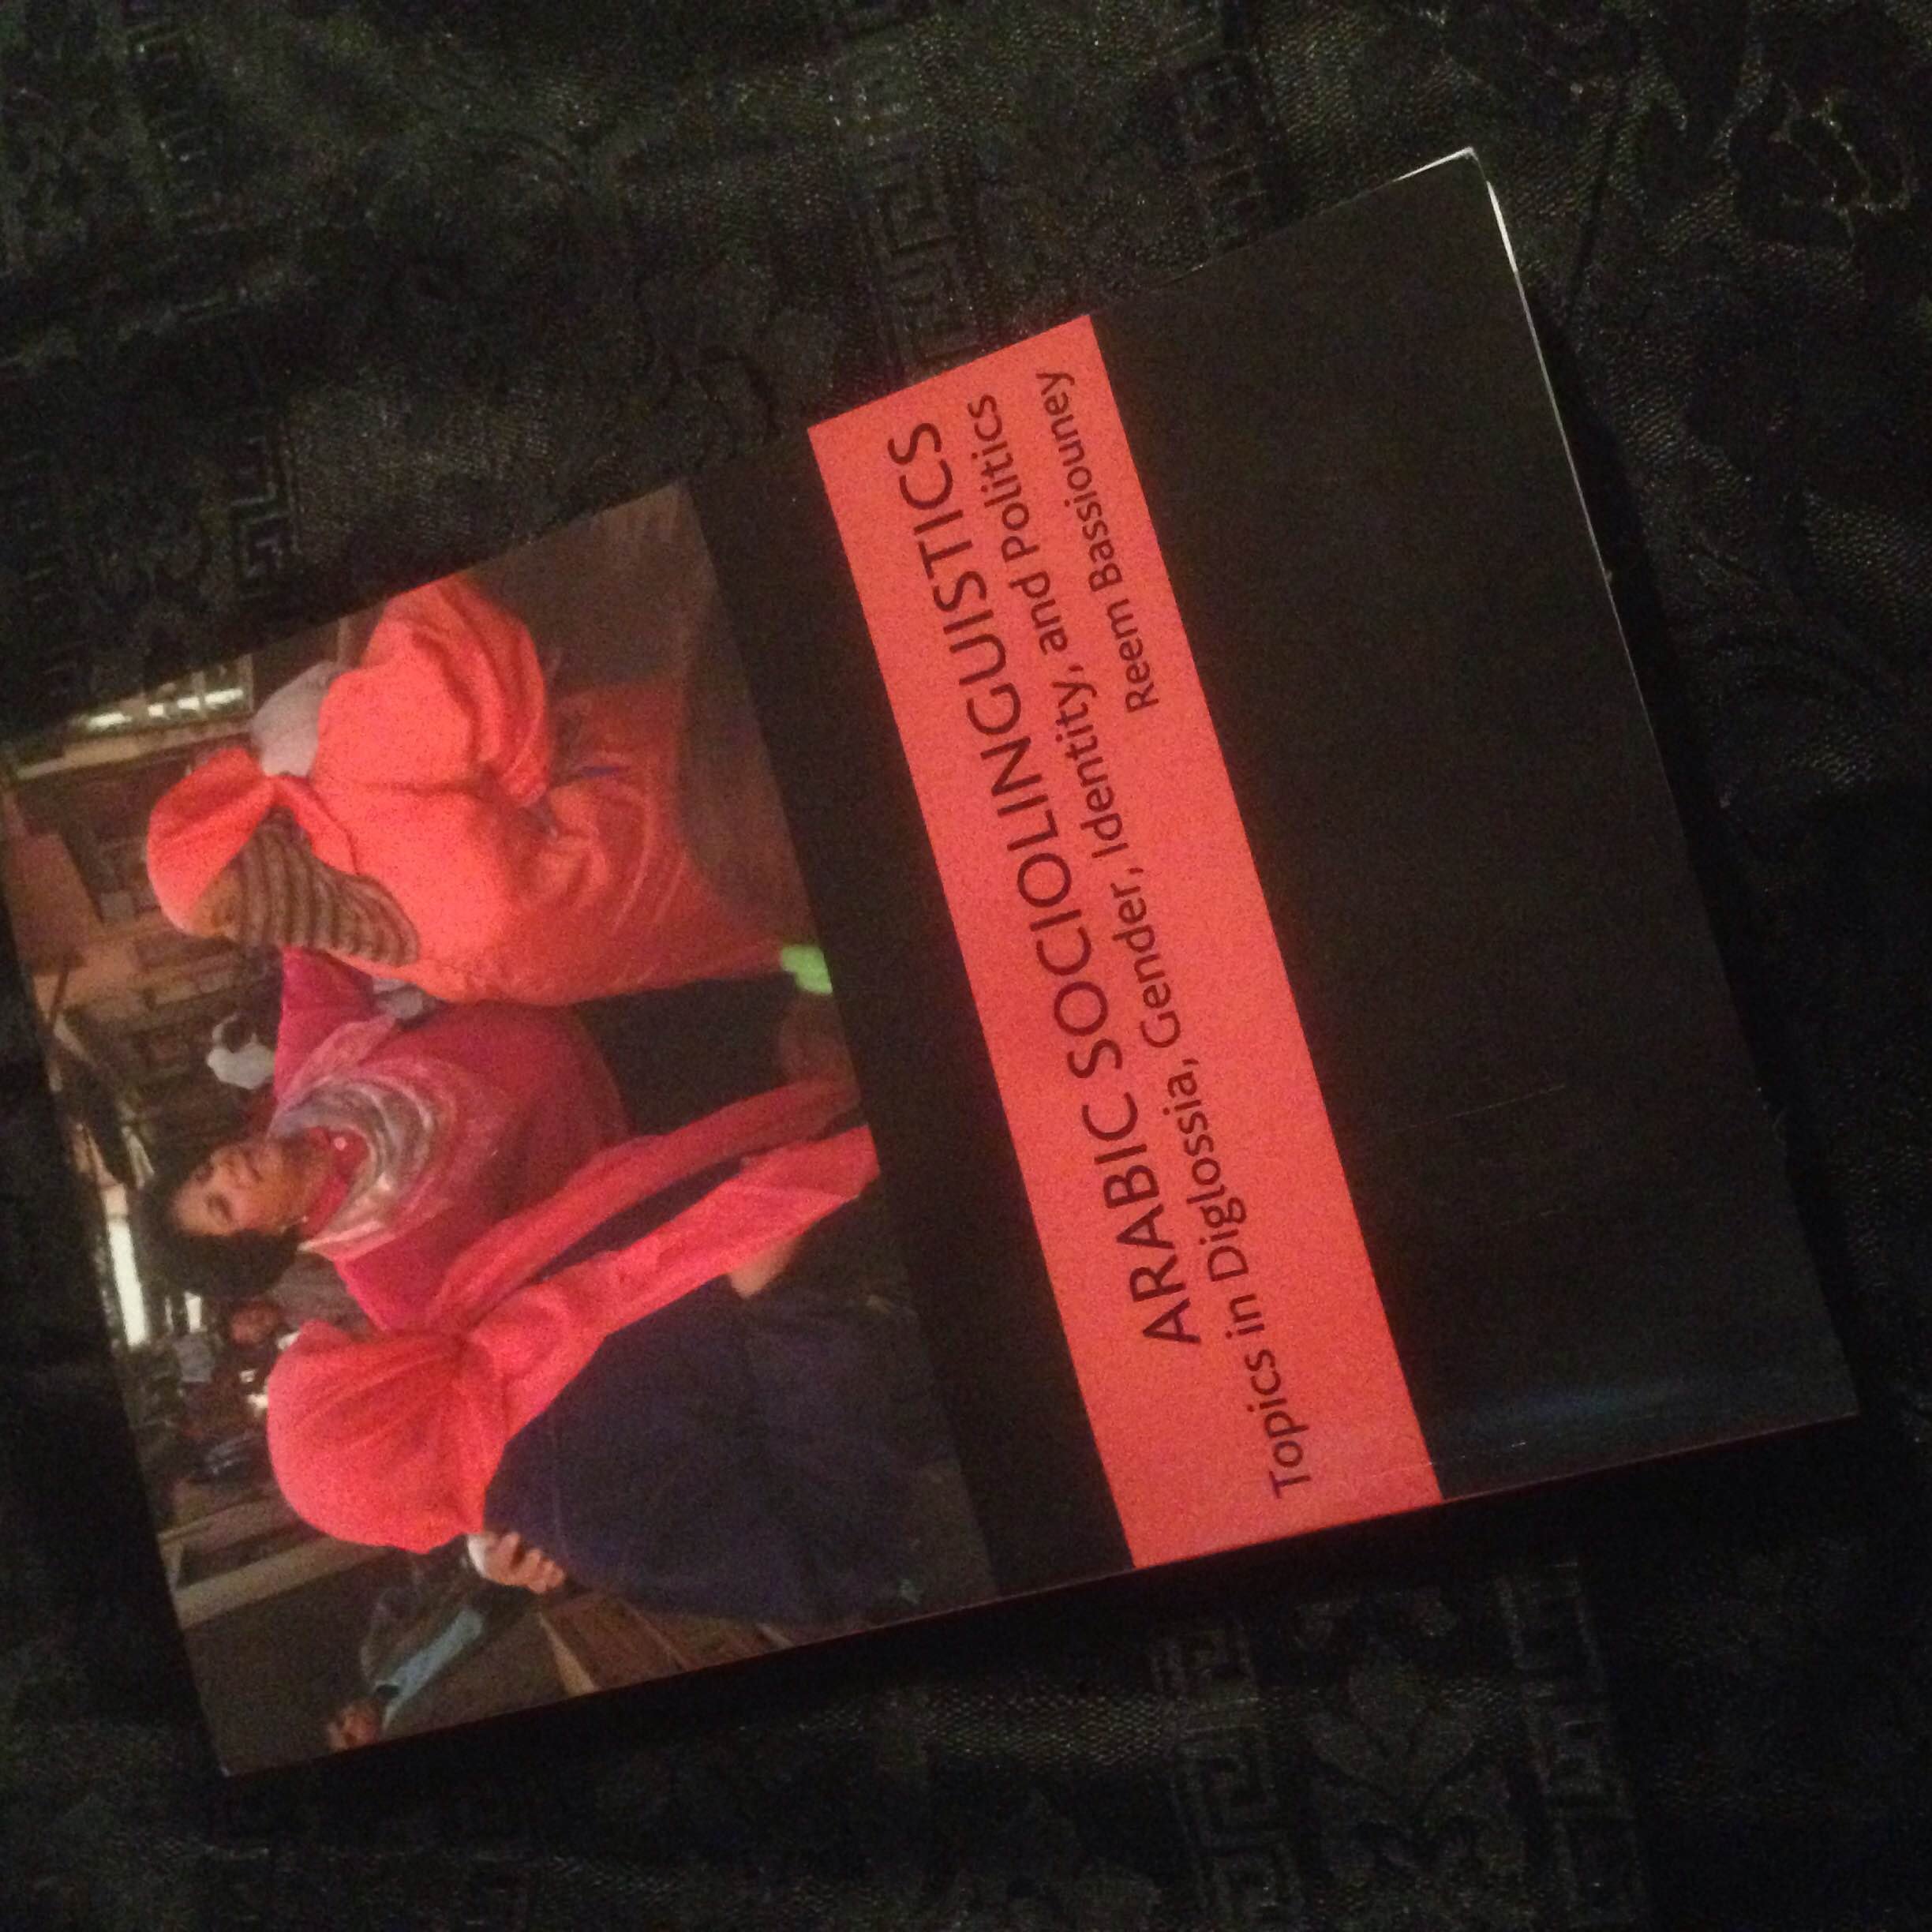 ARABIC SOCIOLINGUISTICS
Topics in Diglossia, Gender, Identity, and Politics
Reem Bassiouney